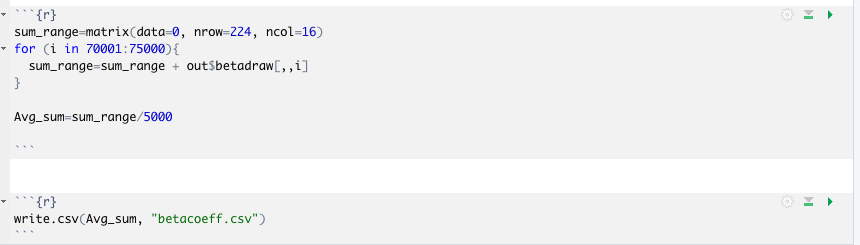 ```{r}
sum_range=matrix(data=0, nrow=224, ncol=16)
for (i in 70001:75000){
  sum_range=sum_range + out$betadraw[,,i]
}
Avg_sum=sum_range/5000
```
```{r}
write.csv(Avg_sum, "betacoeff.csv")
```